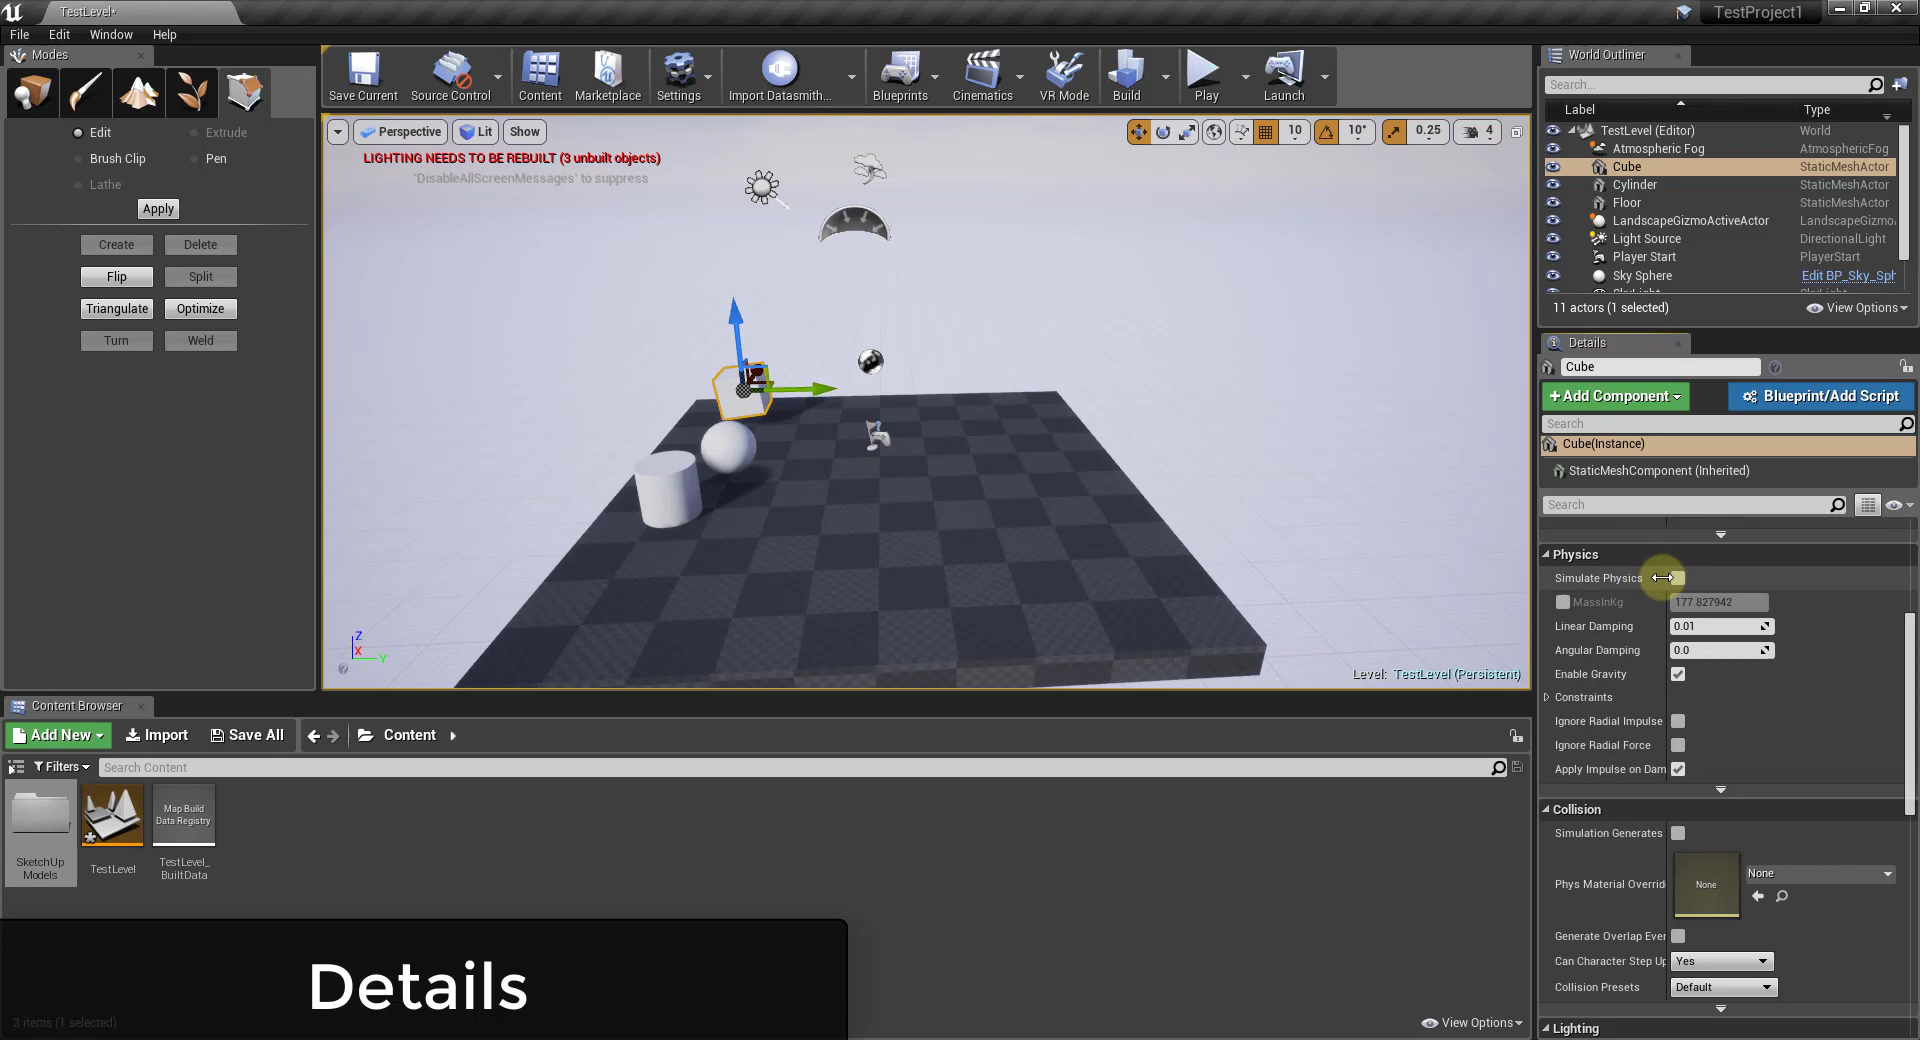 TestLevel*
TestProject1
File Edit Window Help
Modes
Edit
Extrude
Brush Clip
Pen
Lathe
Apply
Create
Delete
Flip
Split
Triangulate
Optimize
Turn
Weld
Save Current
Source Control
Content
Marketplace
Settings
Import Datasmith...
Blueprints
Cinematics
VR Mode
Build
Play
Launch
Perspective
Lit
Show
10
10°
0.25
4
LIGHTING NEEDS TO BE REBUILT (3 unbuilt objects)
'DisableAllScreenMessages' to suppress
Z
X
Y
Level: TestLevel (Persistent)
World Outliner
Search...
Label
Type
TestLevel (Editor)
World
Atmospheric Fog
AtmosphericFog
Cube
StaticMeshActor
Cylinder
StaticMeshActor
Floor
StaticMeshActor
LandscapeGizmoActiveActor
LandscapeGizmo
Light Source
DirectionalLight
Player Start
PlayerStart
Sky Sphere
Edit BP_Sky_Sph
11 actors (1 selected)
View Options
Details
Cube
+Add Component
Blueprint/Add Script
Search
Cube(Instance)
StaticMeshComponent (Inherited)
Search
Physics
Simulate Physics
MassInKg
177.827942
Linear Damping
0.01
Angular Damping
0.0
Enable Gravity
Constraints
Ignore Radial Impulse
Ignore Radial Force
Apply Impulse on Dam
Collision
Simulation Generates
Phys Material Overrid
None
None
Generate Overlap Ever
Can Character Step Up
Yes
Collision Presets
Default
Lighting
Content Browser
Add New
Import
Save All
Content
Filters
Search Content
SketchUp
Models
TestLevel
Map Build
Data Registry
TestLevel_
BuiltData
3 items (1 selected)
View Options
Details